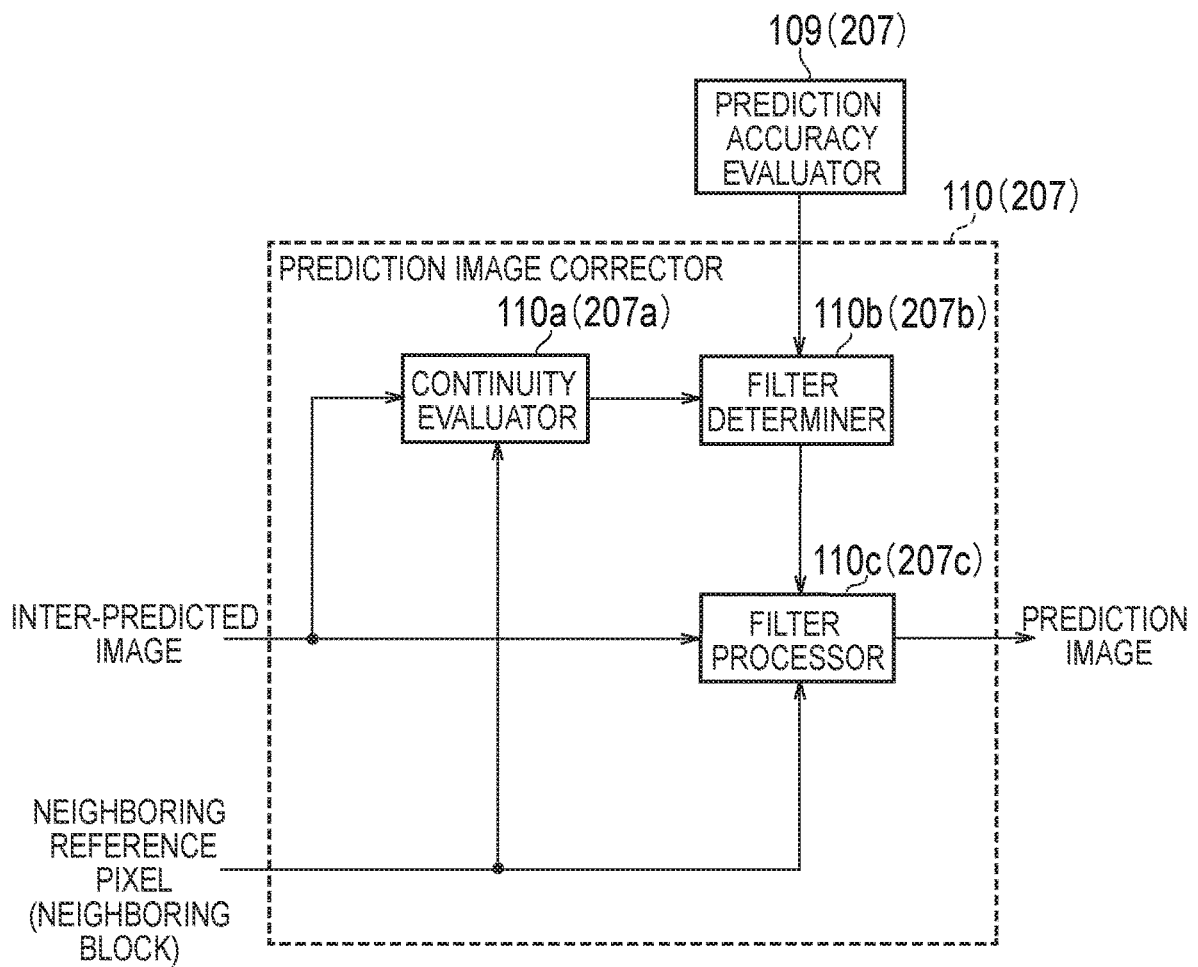 109(207)
PREDICTION
ACCURACY
EVALUATOR
110(207)
PREDICTION IMAGE CORRECTOR
110a(207a)
110b(207b)
CONTINUITY
EVALUATOR
FILTER
DETERMINER
110c(207c)
INTER-PREDICTED
IMAGE
FILTER
PROCESSOR
PREDICTION
IMAGE
NEIGHBORING
REFERENCE
PIXEL
(NEIGHBORING
BLOCK)